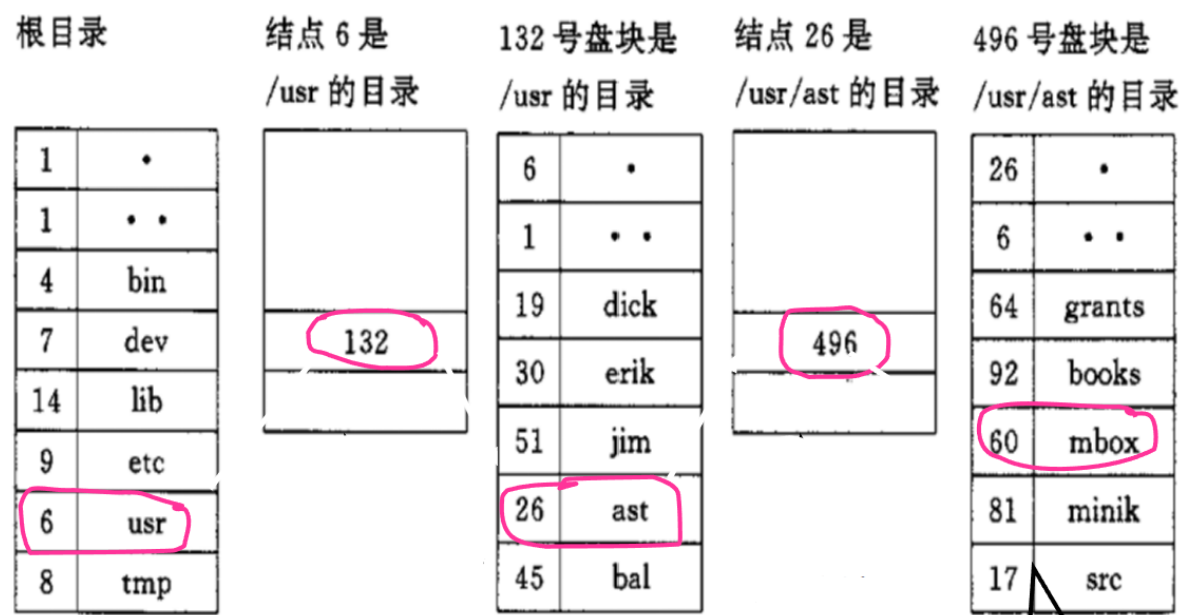 根目录
1 •
1 • •
4 bin
7 dev
14 lib
9 etc
6 usr
8 tmp
结点 6 是
/usr 的目录
132
132 号盘块是
/usr 的目录
6 •
1 • •
19 dick
30 erik
51 jim
26 ast
45 bal
结点 26 是
/usr/ast 的目录
496
496 号盘块是
/usr/ast 的目录
26 •
6 • •
64 grants
92 books
60 mbox
81 minik
17 src